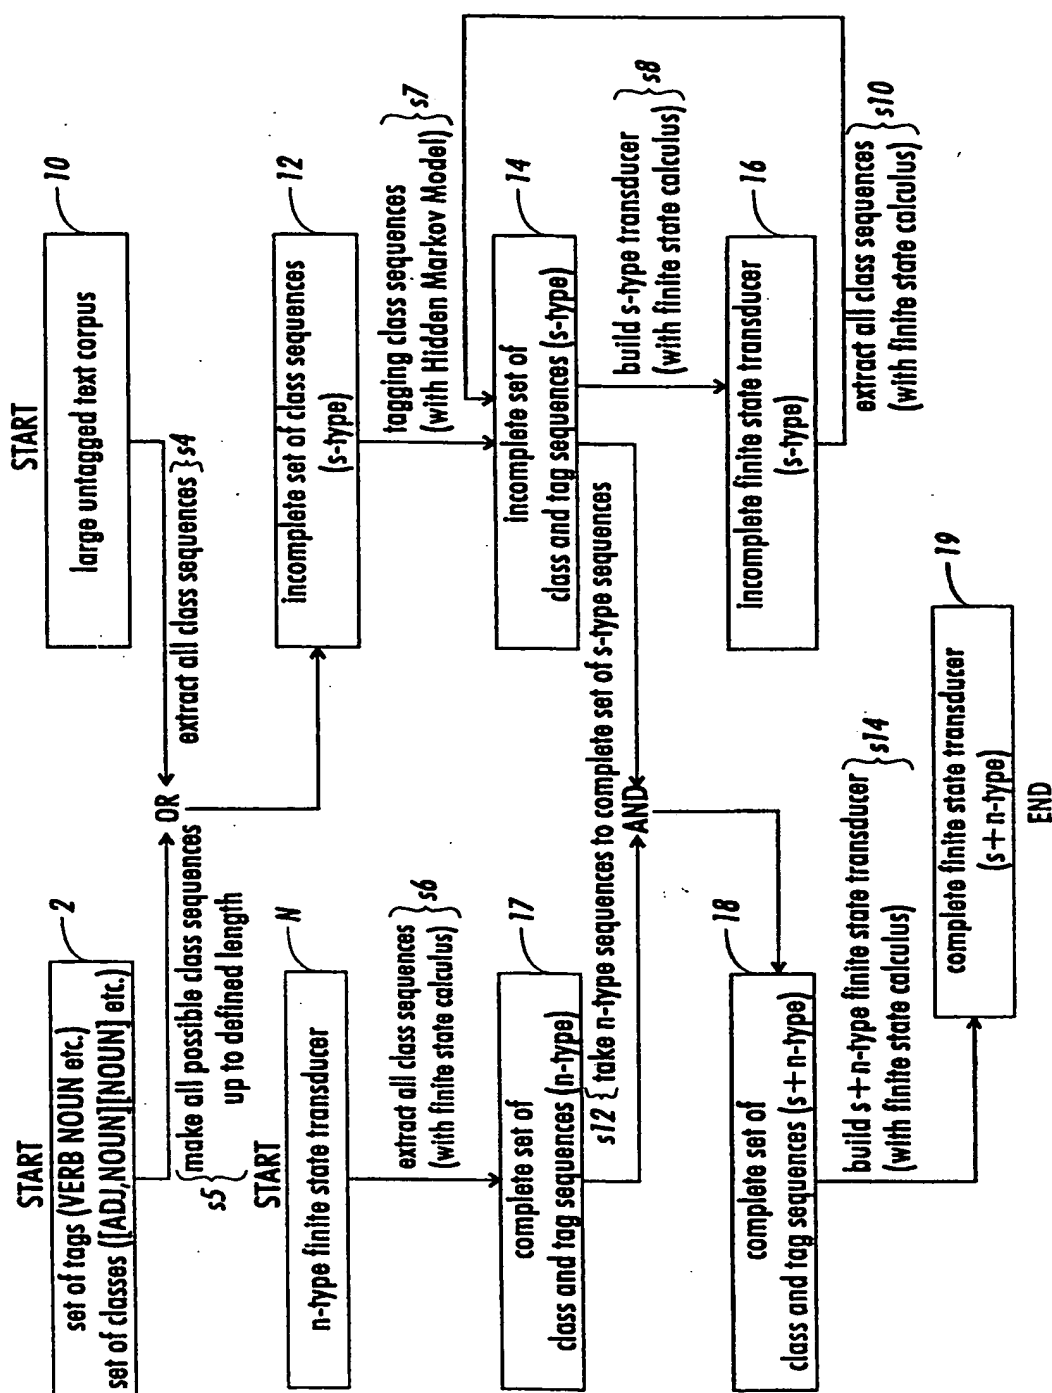 START
2
set of tags (VERB NOUN etc.)
set of classes ([ADJ,NOUN][NOUN] etc.)
START
10
large untagged text corpus
extract all class sequences } s4
OR
s5 { make all possible class sequences
up to defined length
12
incomplete set of class sequences
(s-type)
START
N
n-type finite state transducer
tagging class sequences
(with Hidden Markov Model) } s7
extract all class sequences
(with finite state calculus) } s6
14
incomplete set of
class and tag sequences (s-type)
17
complete set of
class and tag sequences (n-type)
build s-type transducer
(with finite state calculus) } s8
s12 { take n-type sequences to complete set of s-type sequences
AND
16
incomplete finite state transducer
(s-type)
18
complete set of
class and tag sequences (s+n-type)
extract all class sequences
(with finite state calculus) } s10
build s+n-type finite state transducer
(with finite state calculus) } s14
19
complete finite state transducer
(s+n-type)
END